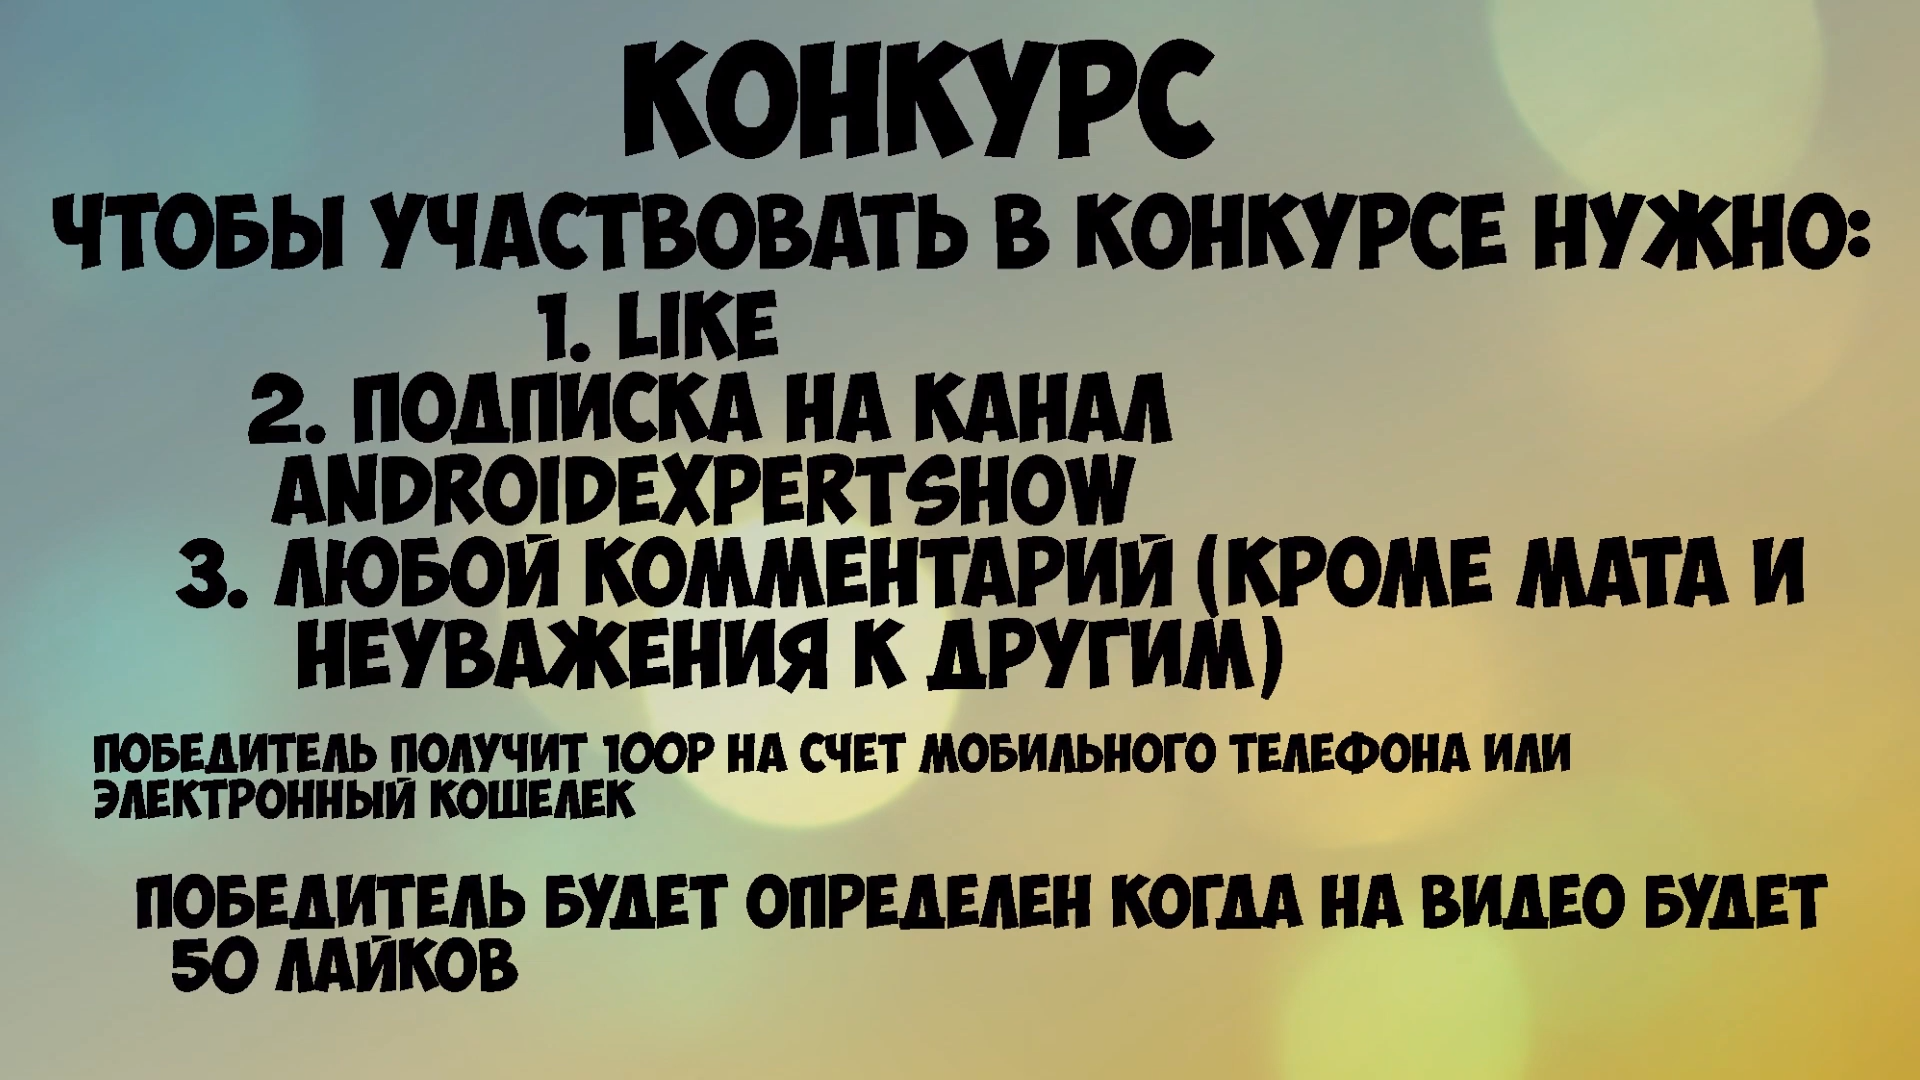 КОНКУРС
ЧТОБЫ УЧАСТВОВАТЬ В КОНКУРСЕ НУЖНО:
1. LIKE
2. ПОДПИСКА НА КАНАЛ
ANDROIDEXPERTSHOW
3. ЛЮБОЙ КОММЕНТАРИЙ (КРОМЕ МАТА И
НЕУВАЖЕНИЯ К ДРУГИМ)
ПОБЕДИТЕЛЬ ПОЛУЧИТ 100Р НА СЧЕТ МОБИЛЬНОГО ТЕЛЕФОНА ИЛИ
ЭЛЕКТРОННЫЙ КОШЕЛЕК
ПОБЕДИТЕЛЬ БУДЕТ ОПРЕДЕЛЕН КОГДА НА ВИДЕО БУДЕТ
50 ЛАЙКОВ